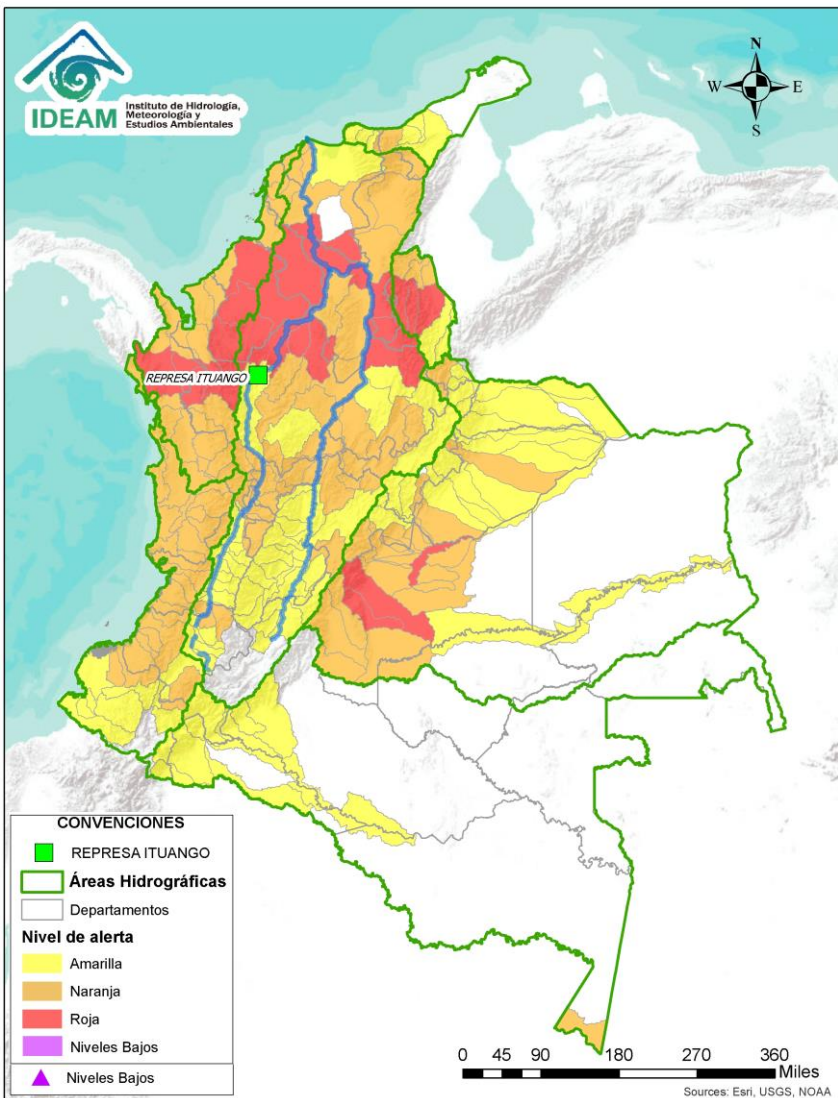 IDEAM
Instituto de Hidrología,
Meteorología y
Estudios Ambientales
N
W
E
S
REPRESA ITUANGO
CONVENCIONES
REPRESA ITUANGO
Áreas Hidrográficas
Departamentos
Nivel de alerta
Amarilla
Naranja
Roja
Niveles Bajos
Niveles Bajos
0 45 90 180 270 360
Miles
Sources: Esri, USGS, NOAA